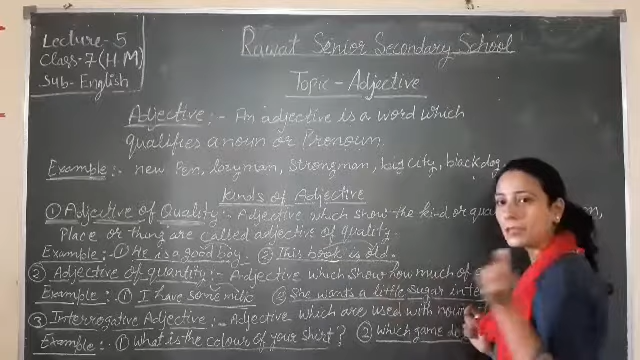 Lecture-5
Class-7(H M)
Sub-English
Rawat Senior Secondary School
Topic-Adjective
Adjective:- An adjective is a word which
qualifies a noun or Pronoun.
Example:- new Pen, lazyman, Strongman, big City, black dog,
Kinds of Adjective
① Adjective of Quality:- Adjective which show the kind or
Place or thing are called adjective of quality.
Example:- ① He is a good boy. ② This book is old.
② Adjective of quantity:- Adjective which show how much of
Example:- ① I have some milk ② She wants a little sugar in
③ Interrogative Adjective:- Adjective which are used with
Example:- ① What is the colour of your shirt? ② Which game